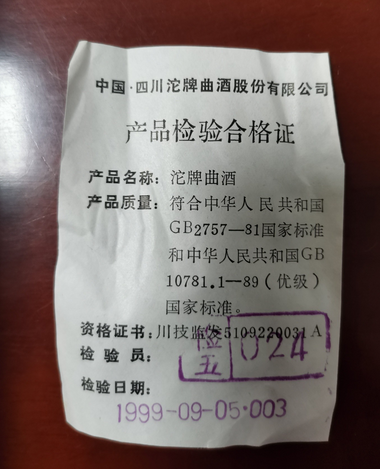 中国·四川沱牌曲酒股份有限公司
产品检验合格证
产品名称：沱牌曲酒
产品质量：符合中华人民共和国
GB2757—81国家标准
和中华人民共和国GB
10781.1—89（优级）
国家标准。
资格证书：川技监发5109220031A
检验员：
检五 024
检验日期：
1999-09-05·003